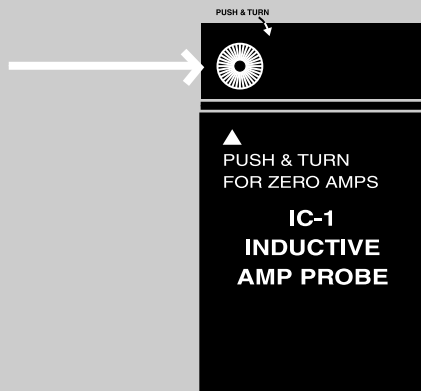 PUSH & TURN
PUSH & TURN
FOR ZERO AMPS
IC-1
INDUCTIVE
AMP PROBE